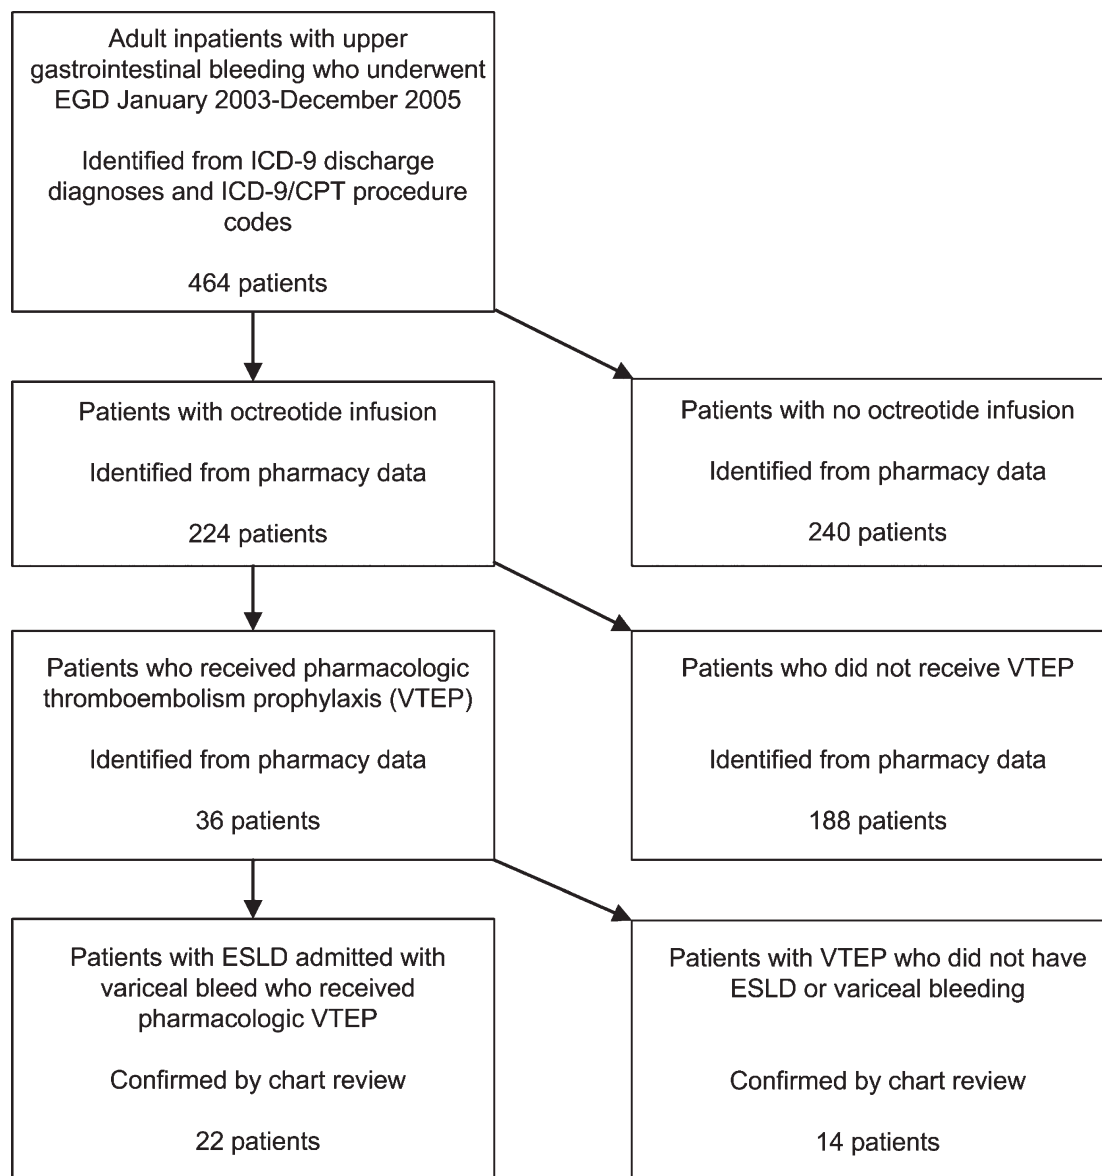 Adult inpatients with upper
gastrointestinal bleeding who underwent
EGD January 2003-December 2005
Identified from ICD-9 discharge
diagnoses and ICD-9/CPT procedure
codes
464 patients
Patients with octreotide infusion
Identified from pharmacy data
224 patients
Patients with no octreotide infusion
Identified from pharmacy data
240 patients
Patients who received pharmacologic
thromboembolism prophylaxis (VTEP)
Identified from pharmacy data
36 patients
Patients who did not receive VTEP
Identified from pharmacy data
188 patients
Patients with ESLD admitted with
variceal bleed who received
pharmacologic VTEP
Confirmed by chart review
22 patients
Patients with VTEP who did not have
ESLD or variceal bleeding
Confirmed by chart review
14 patients